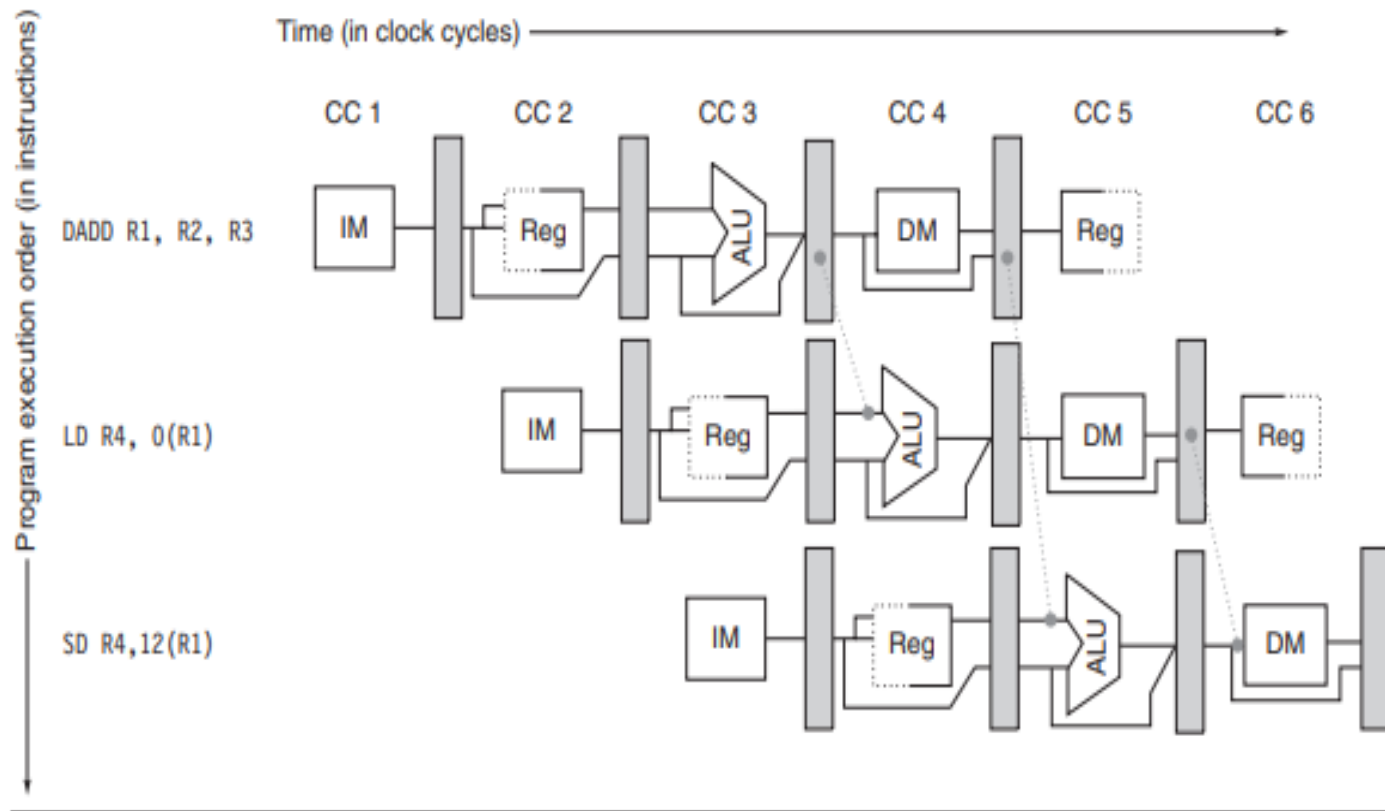 Time (in clock cycles)
CC 1 CC 2 CC 3 CC 4 CC 5 CC 6
Program execution order (in instructions)
DADD R1, R2, R3 IM Reg ALU DM Reg
LD R4, 0(R1) IM Reg ALU DM Reg
SD R4,12(R1) IM Reg ALU DM